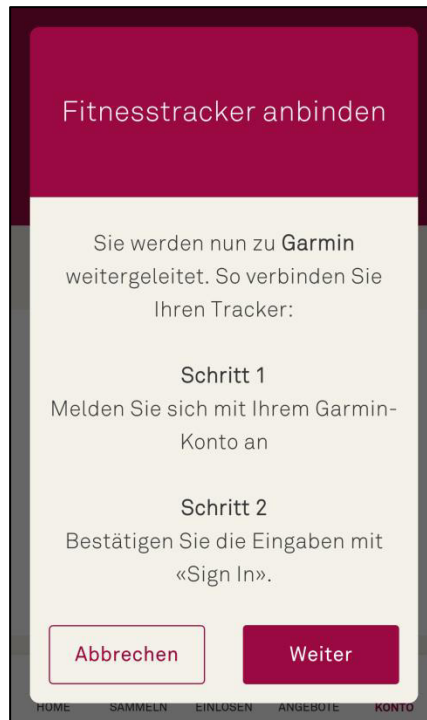 Fitnesstracker anbinden
Sie werden nun zu Garmin
weitergeleitet. So verbinden Sie
Ihren Tracker:
Schritt 1
Melden Sie sich mit Ihrem Garmin-
Konto an
Schritt 2
Bestätigen Sie die Eingaben mit
«Sign In».
Abbrechen Weiter
HOME SAMMELN EINLÖSEN ANGEBOTE KONTO